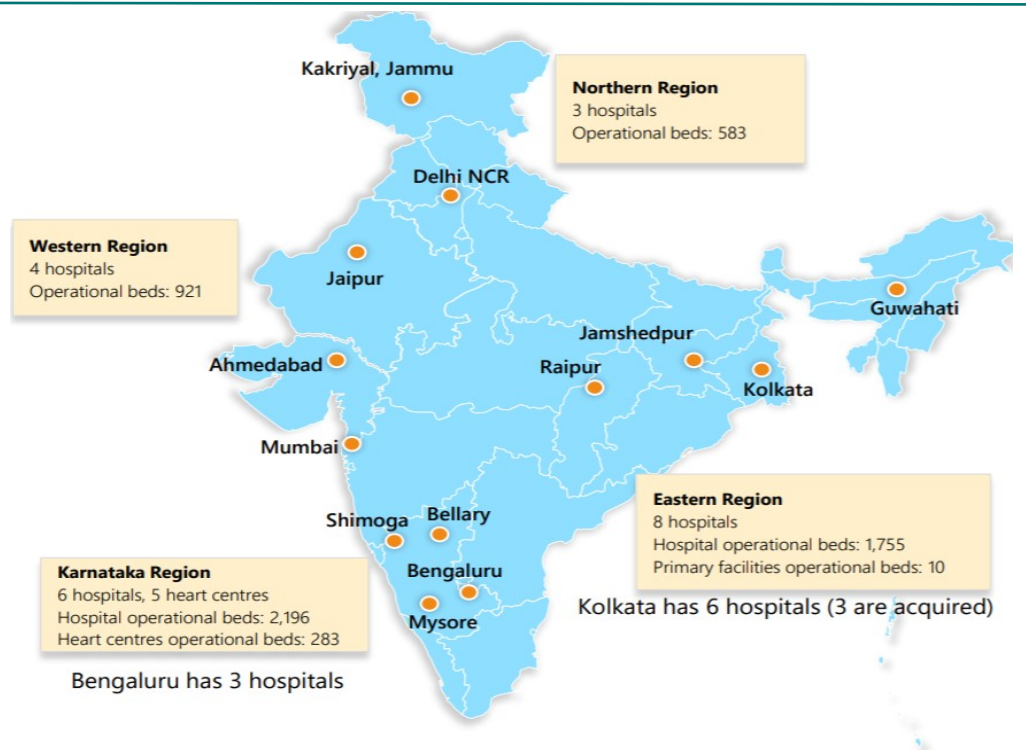 Kakriyal, Jammu
Northern Region
3 hospitals
Operational beds: 583
Delhi NCR
Western Region
4 hospitals
Operational beds: 921
Jaipur
Guwahati
Jamshedpur
Ahmedabad
Raipur
Kolkata
Mumbai
Eastern Region
8 hospitals
Hospital operational beds: 1,755
Primary facilities operational beds: 10
Shimoga
Bellary
Karnataka Region
6 hospitals, 5 heart centres
Hospital operational beds: 2,196
Heart centres operational beds: 283
Bengaluru
Mysore
Kolkata has 6 hospitals (3 are acquired)
Bengaluru has 3 hospitals